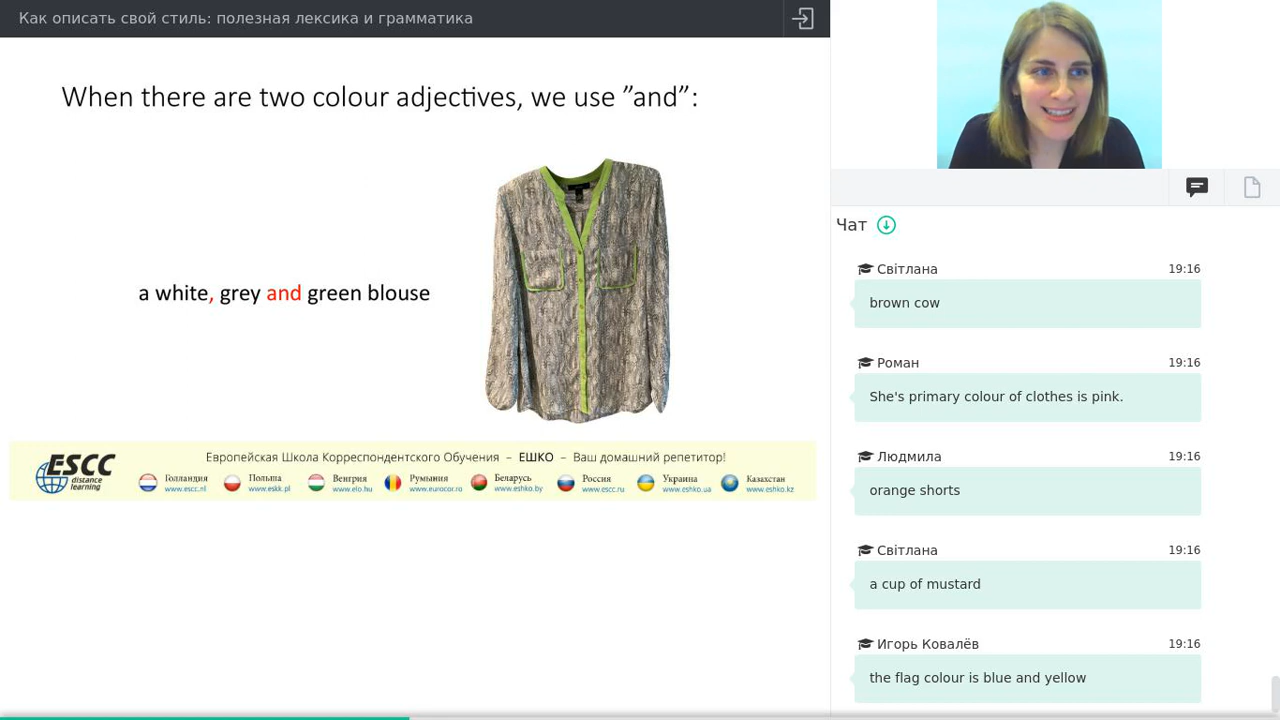 Как описать свой стиль: полезная лексика и грамматика
When there are two colour adjectives, we use ”and”:
a white, grey and green blouse
ESCC
distance
learning
Европейская Школа Корреспондентского Обучения – ЕШКО – Ваш домашний репетитор!
Голландия
www.escc.nl
Польша
www.eskk.pl
Венгрия
www.elo.hu
Румыния
www.eurocor.ro
Беларусь
www.eshko.by
Россия
www.escc.ru
Украина
www.eshko.ua
Казахстан
www.eshko.kz
Чат
Світлана 19:16
brown cow
Роман 19:16
She's primary colour of clothes is pink.
Людмила 19:16
orange shorts
Світлана 19:16
a cup of mustard
Игорь Ковалёв 19:16
the flag colour is blue and yellow